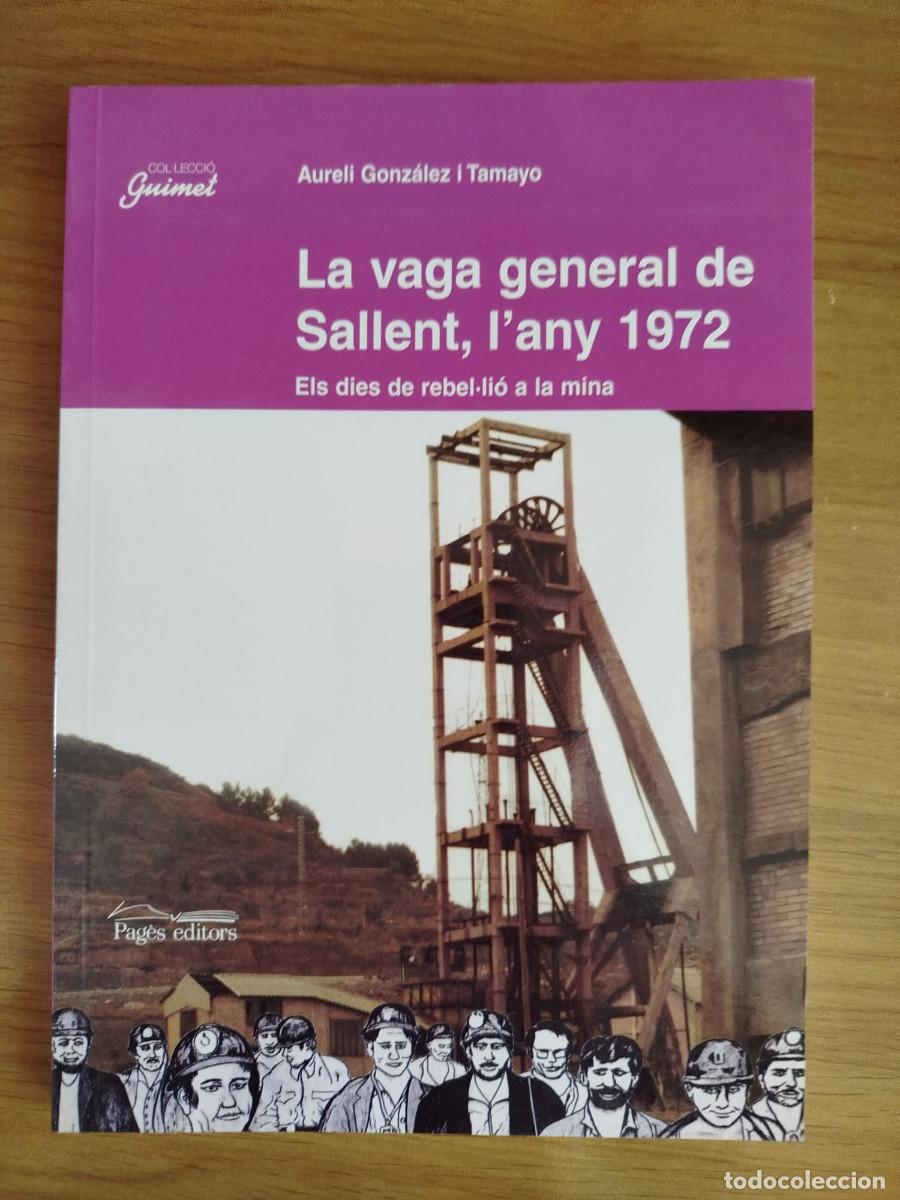 COL·LECCIÓ
Guimet
Aureli González i Tamayo
La vaga general de
Sallent, l'any 1972
Els dies de rebel·lió a la mina
Pagès editors
todocoleccion